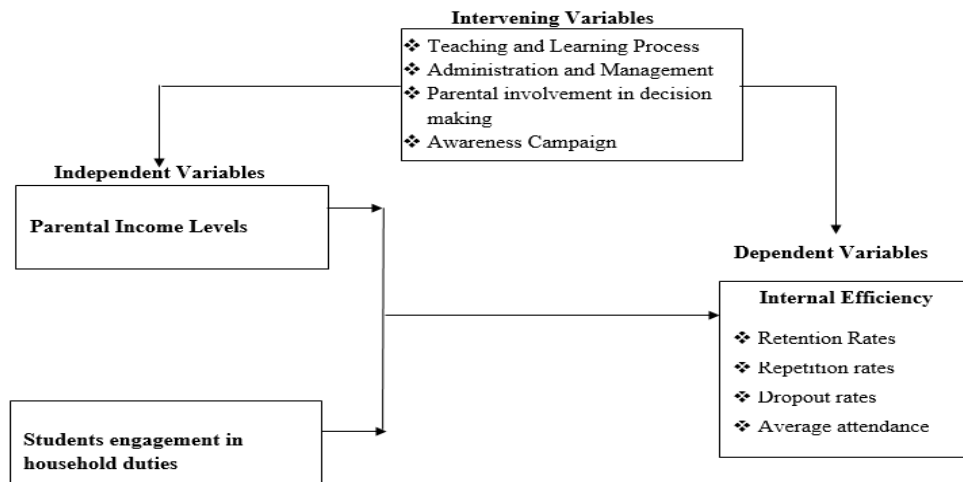 Intervening Variables
❖ Teaching and Learning Process
❖ Administration and Management
❖ Parental involvement in decision
making
❖ Awareness Campaign
Independent Variables
Parental Income Levels
Dependent Variables
Internal Efficiency
❖ Retention Rates
❖ Repetition rates
❖ Dropout rates
❖ Average attendance
Students engagement in
household duties